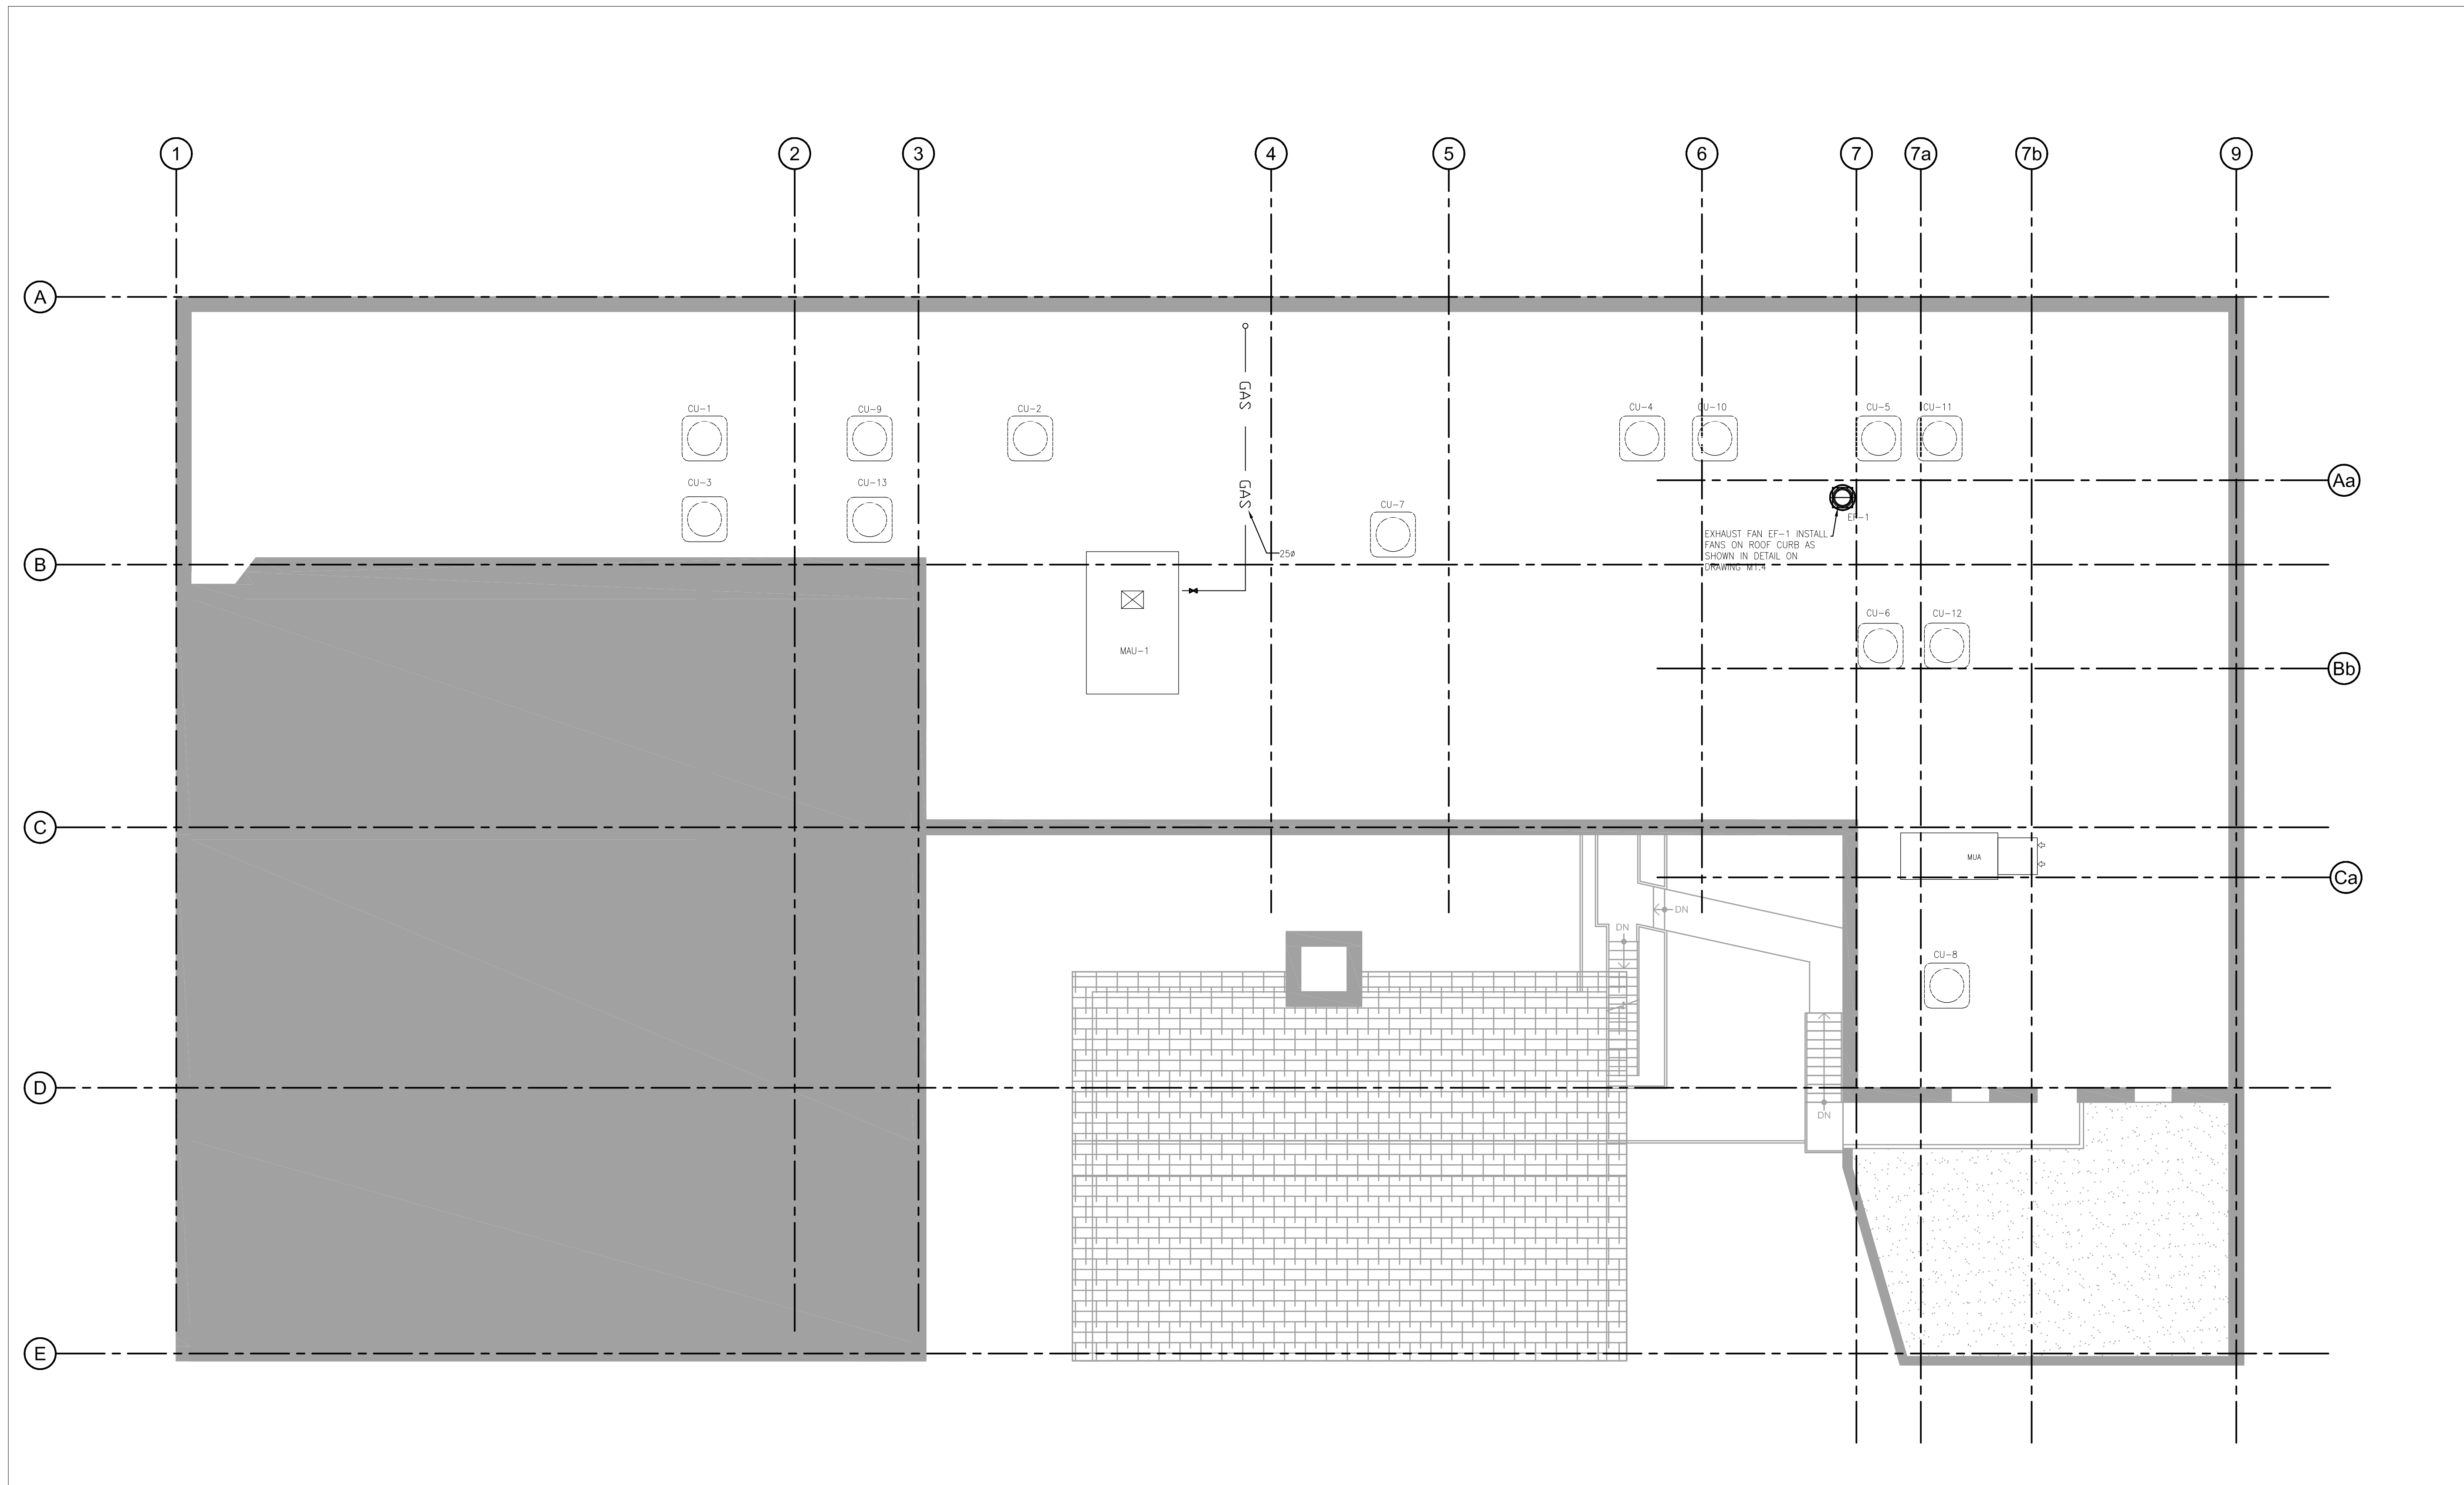 1
2
3
4
5
6
7
7a
7b
9
A
CU-1
CU-9
CU-2
GAS
CU-4
CU-10
CU-5
CU-11
CU-3
CU-13
GAS
Aa
CU-7
EF-1
25ø
EXHAUST FAN EF-1 INSTALL
FANS ON ROOF CURB AS
SHOWN IN DETAIL ON
DRAWING M1.4
B
CU-6
CU-12
MAU-1
Bb
C
MUA
Ca
DN
DN
CU-8
D
DN
E